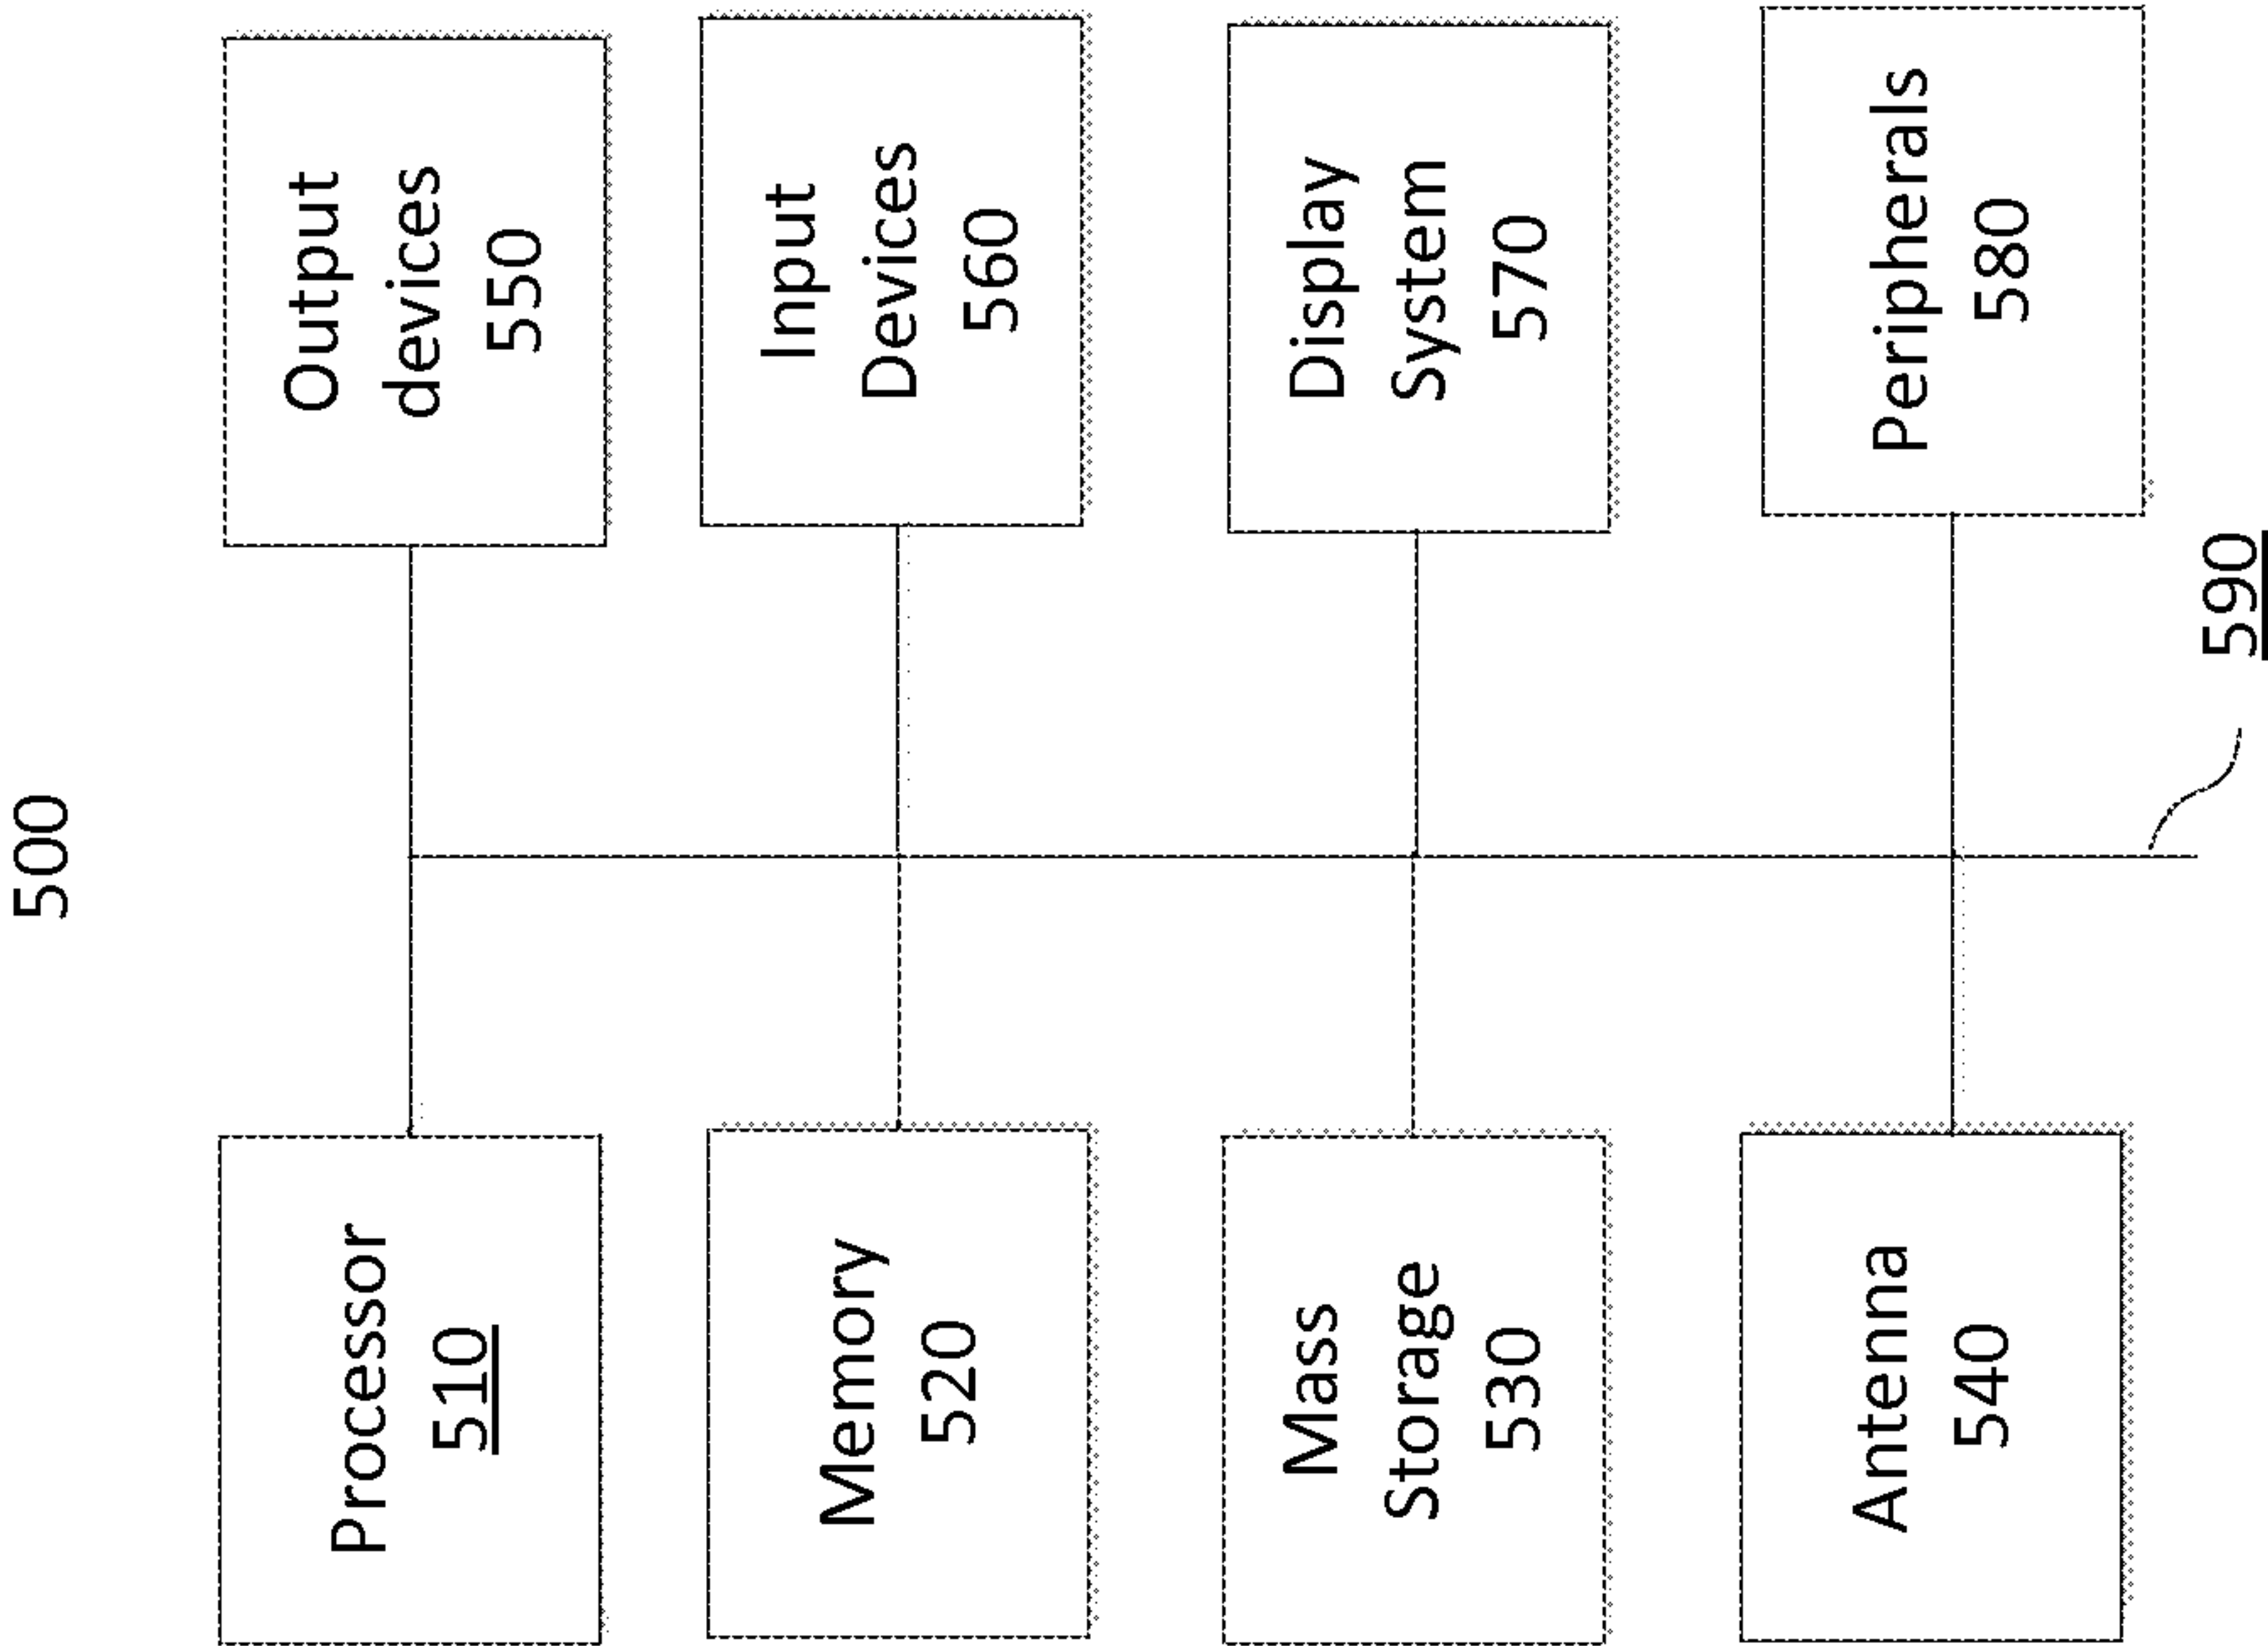 500
Processor
510
Output
devices
550
Memory
520
Input
Devices
560
Mass
Storage
530
Display
System
570
Antenna
540
Peripherals
580
590